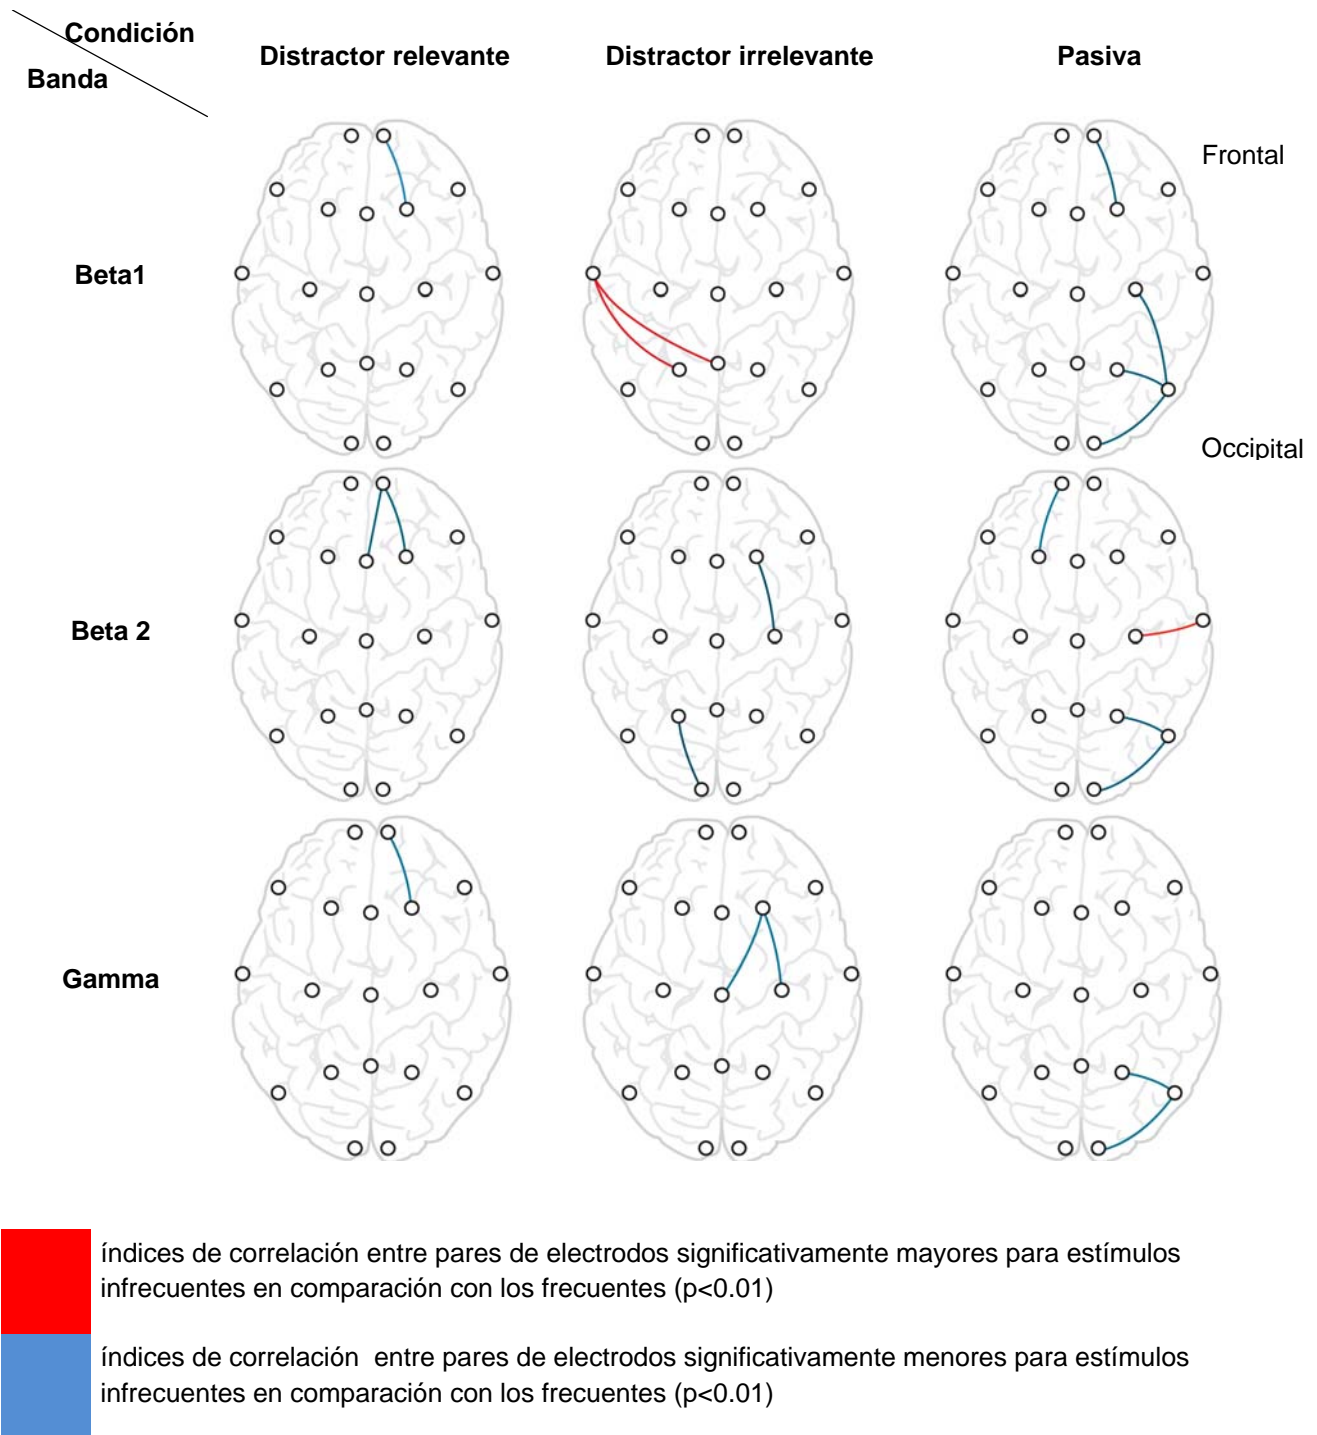 Condición
Banda
Distractor relevante
Distractor irrelevante
Pasiva
Frontal
Beta1
Occipital
Beta 2
Gamma
índices de correlación entre pares de electrodos significativamente mayores para estímulos
infrecuentes en comparación con los frecuentes (p<0.01)
índices de correlación  entre pares de electrodos significativamente menores para estímulos
infrecuentes en comparación con los frecuentes (p<0.01)